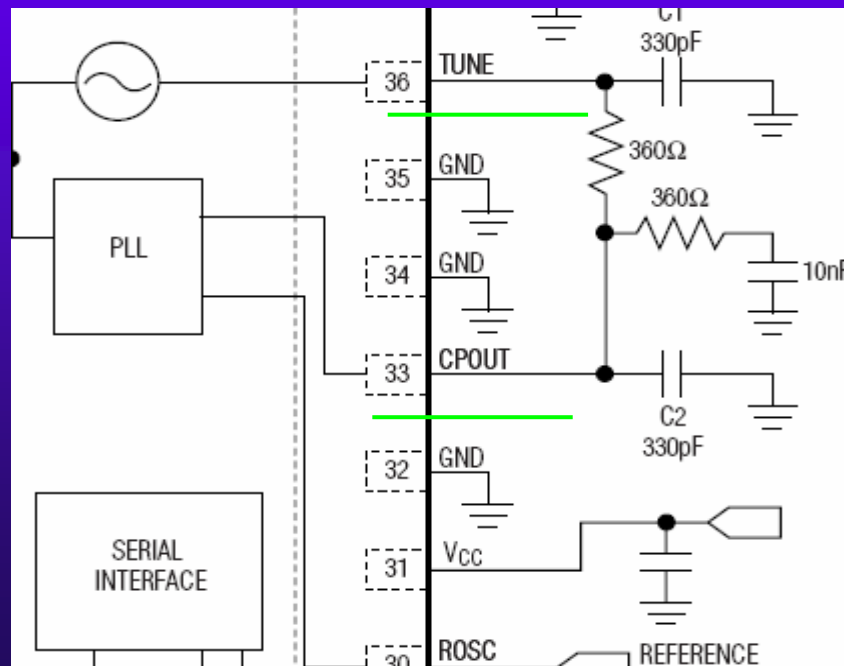 C1
330pF
36
TUNE
360Ω
35
GND
360Ω
PLL
34
GND
10nF
33
CPOUT
C2
330pF
32
GND
SERIAL
INTERFACE
31
VCC
30
ROSC
REFERENCE